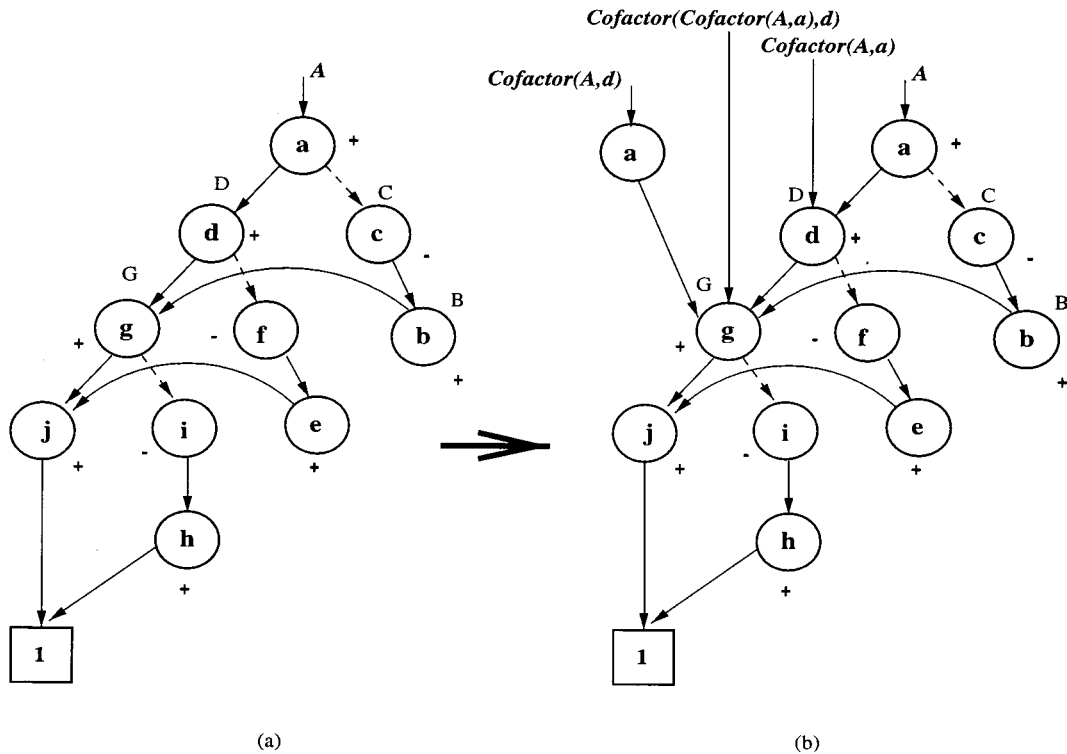 Cofactor(Cofactor(A,a),d)
Cofactor(A,a)
Cofactor(A,d)
A
A
a
+
a
a
+
D
C
D
C
d
+
c
-
d
+
c
-
G
B
G
B
g
+
-
f
b
+
g
+
-
f
b
+
j
+
-
i
e
+
j
+
-
i
e
+
h
+
h
+
1
1
(a)
(b)